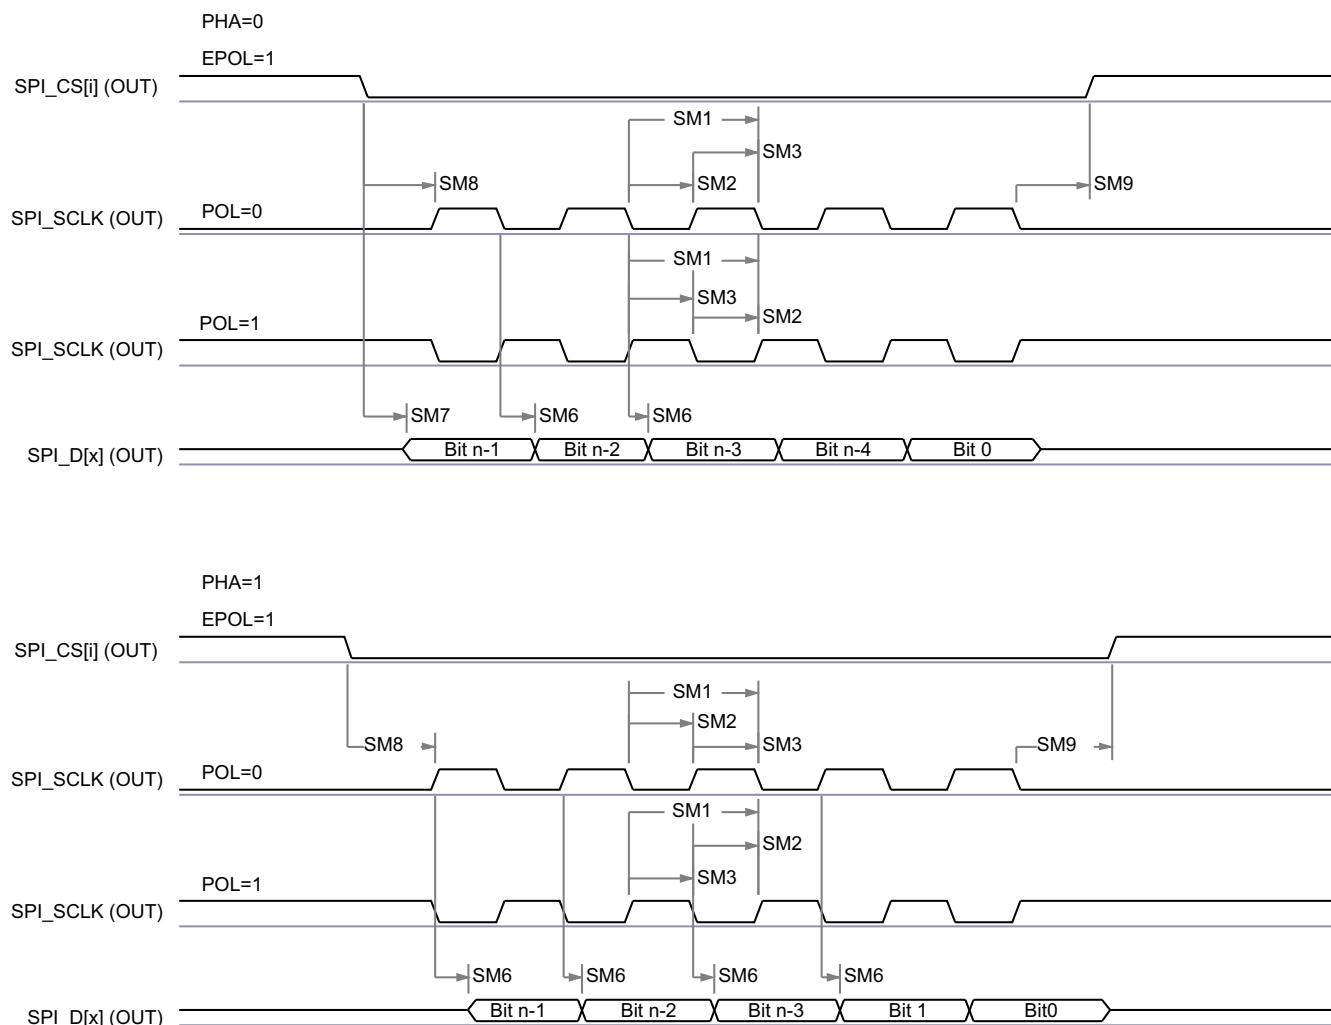 PHA=0
EPOL=1
SPI_CS[i] (OUT)
SM1
SM3
SM8
SM2
SM9
SPI_SCLK (OUT)
POL=0
SM1
SM3
SM2
POL=1
SPI_SCLK (OUT)
SM7
SM6
SM6
SPI_D[x] (OUT)
Bit n-1
Bit n-2
Bit n-3
Bit n-4
Bit 0
PHA=1
EPOL=1
SPI_CS[i] (OUT)
SM1
SM2
SM8
SM3
SM9
SPI_SCLK (OUT)
POL=0
SM1
SM2
SM3
POL=1
SPI_SCLK (OUT)
SM6
SM6
SM6
SM6
SPI_D[x] (OUT)
Bit n-1
Bit n-2
Bit n-3
Bit 1
Bit0